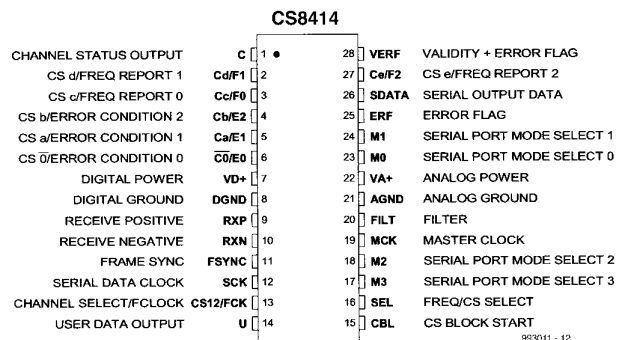 CS8414
CHANNEL STATUS OUTPUT C 1 28 VERF VALIDITY + ERROR FLAG
CS d/FREQ REPORT 1 Cd/F1 2 27 Ce/F2 CS e/FREQ REPORT 2
CS c/FREQ REPORT 0 Cc/F0 3 26 SDATA SERIAL OUTPUT DATA
CS b/ERROR CONDITION 2 Cb/E2 4 25 ERF ERROR FLAG
CS a/ERROR CONDITION 1 Ca/E1 5 24 M1 SERIAL PORT MODE SELECT 1
CS 0̅/ERROR CONDITION 0 C̅0̅/E0 6 23 M0 SERIAL PORT MODE SELECT 0
DIGITAL POWER VD+ 7 22 VA+ ANALOG POWER
DIGITAL GROUND DGND 8 21 AGND ANALOG GROUND
RECEIVE POSITIVE RXP 9 20 FILT FILTER
RECEIVE NEGATIVE RXN 10 19 MCK MASTER CLOCK
FRAME SYNC FSYNC 11 18 M2 SERIAL PORT MODE SELECT 2
SERIAL DATA CLOCK SCK 12 17 M3 SERIAL PORT MODE SELECT 3
CHANNEL SELECT/FCLOCK CS12/FCK 13 16 SEL FREQ/CS SELECT
USER DATA OUTPUT U 14 15 CBL CS BLOCK START
993011 - 12